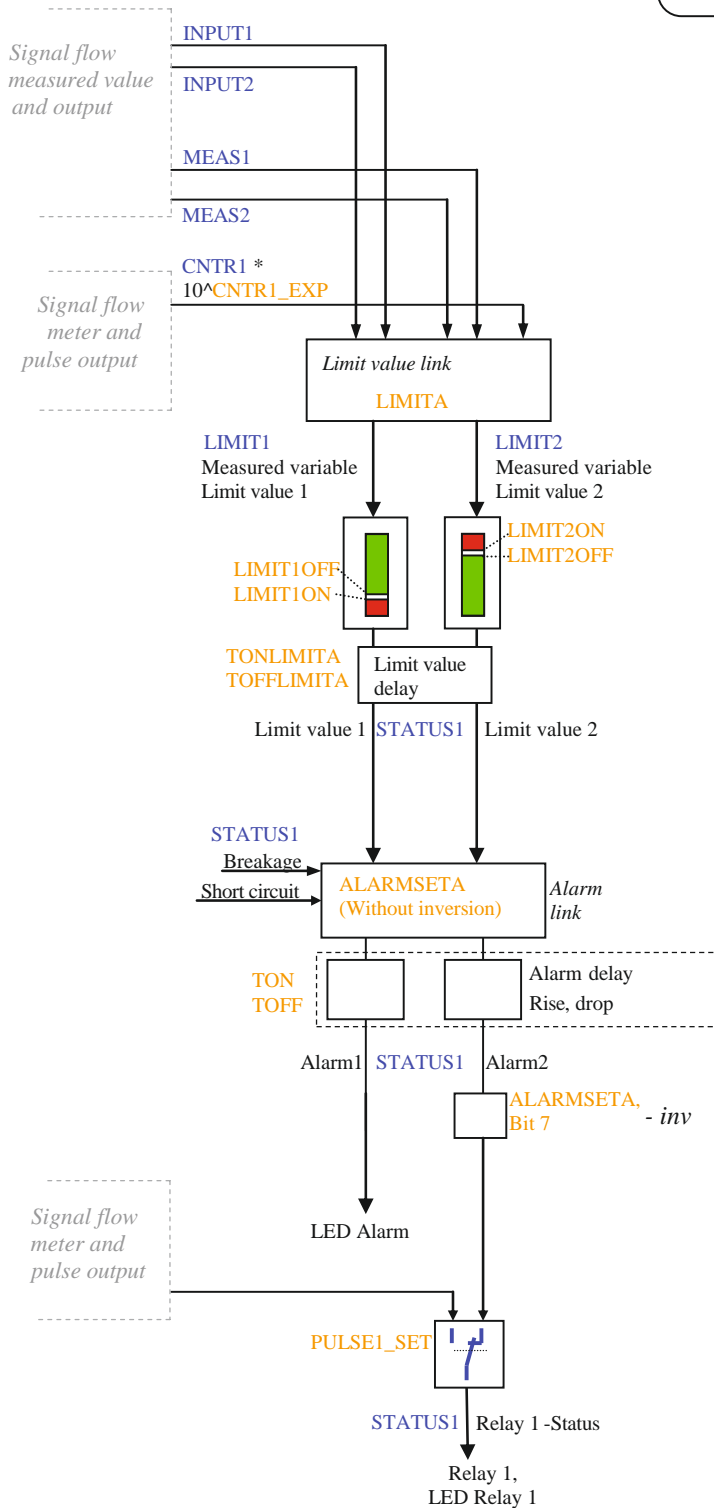 INPUT1
Signal flow
measured value
and output
INPUT2
MEAS1
MEAS2
CNTR1 *
10^CNTR1_EXP
Signal flow
meter and
pulse output
Limit value link
LIMITA
LIMIT1
Measured variable
Limit value 1
LIMIT2
Measured variable
Limit value 2
LIMIT2ON
LIMIT2OFF
LIMIT1OFF
LIMIT1ON
TONLIMITA
TOFFLIMITA
Limit value
delay
Limit value 1 STATUS1 Limit value 2
STATUS1
Breakage
Short circuit
ALARMSETA
(Without inversion)
Alarm
link
TON
TOFF
Alarm delay
Rise, drop
Alarm1 STATUS1 Alarm2
ALARMSETA,
Bit 7
- inv
Signal flow
meter and
pulse output
LED Alarm
PULSE1_SET
STATUS1 Relay 1 -Status
Relay 1,
LED Relay 1